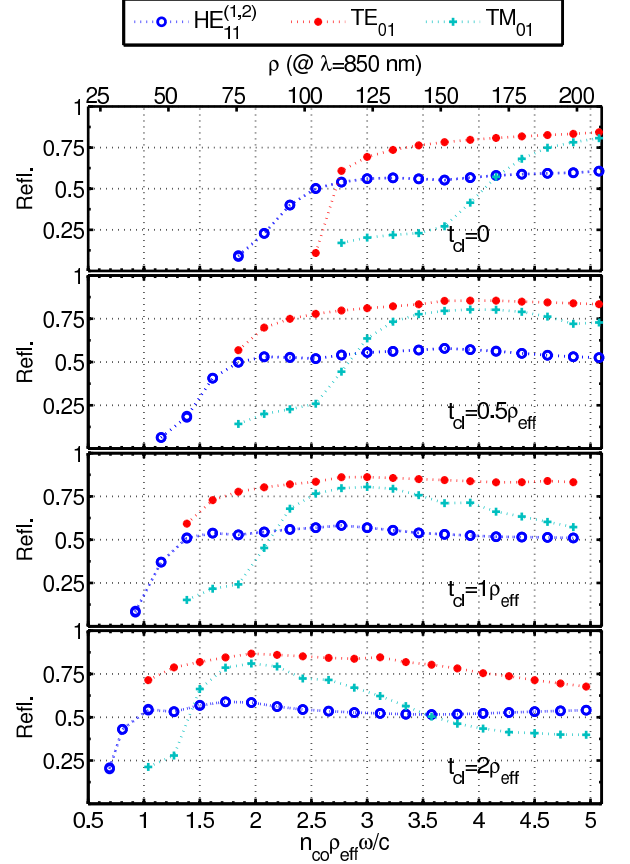 HE11(1,2) TE01 TM01
ρ (@ λ=850 nm)
25 50 75 100 125 150 175 200
1
0.75
0.5
0.25
Refl.
tcl=0
1
0.75
0.5
0.25
Refl.
tcl=0.5ρeff
1
0.75
0.5
0.25
Refl.
tcl=1ρeff
1
0.75
0.5
0.25
Refl.
tcl=2ρeff
0.5 1 1.5 2 2.5 3 3.5 4 4.5 5
ncoρeffω/c